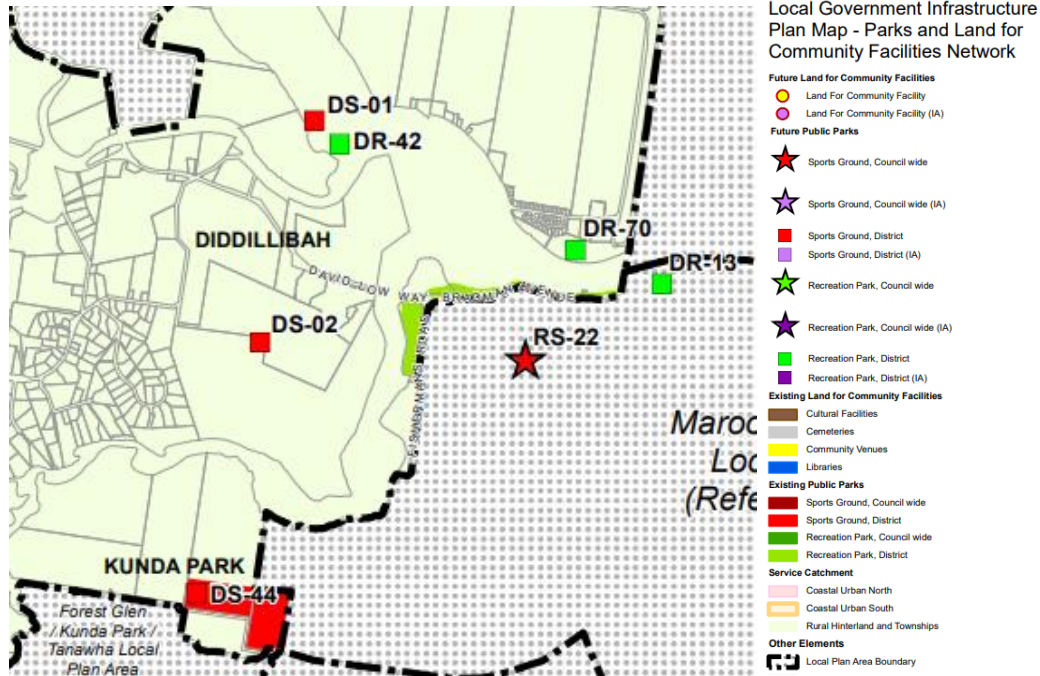 Local Government Infrastructure
Plan Map - Parks and Land for
Community Facilities Network
Future Land for Community Facilities
Land For Community Facility
Land For Community Facility (IA)
Future Public Parks
Sports Ground, Council wide
Sports Ground, Council wide (IA)
Sports Ground, District
Sports Ground, District (IA)
Recreation Park, Council wide
Recreation Park, Council wide (IA)
Recreation Park, District
Recreation Park, District (IA)
Existing Land for Community Facilities
Cultural Facilities
Cemeteries
Community Venues
Libraries
Existing Public Parks
Sports Ground, Council wide
Sports Ground, District
Recreation Park, Council wide
Recreation Park, District
Service Catchment
Coastal Urban North
Coastal Urban South
Rural Hinterland and Townships
Other Elements
Local Plan Area Boundary
DS-01
DR-42
DR-70
DIDDILLIBAH
DR-13
DAVID LOW WAY
DS-02
RS-22
Maroc
Loc
(Refe
KUNDA PARK
DS-44
Forest Glen
/ Kunda Park /
Tanawha Local
Plan Area